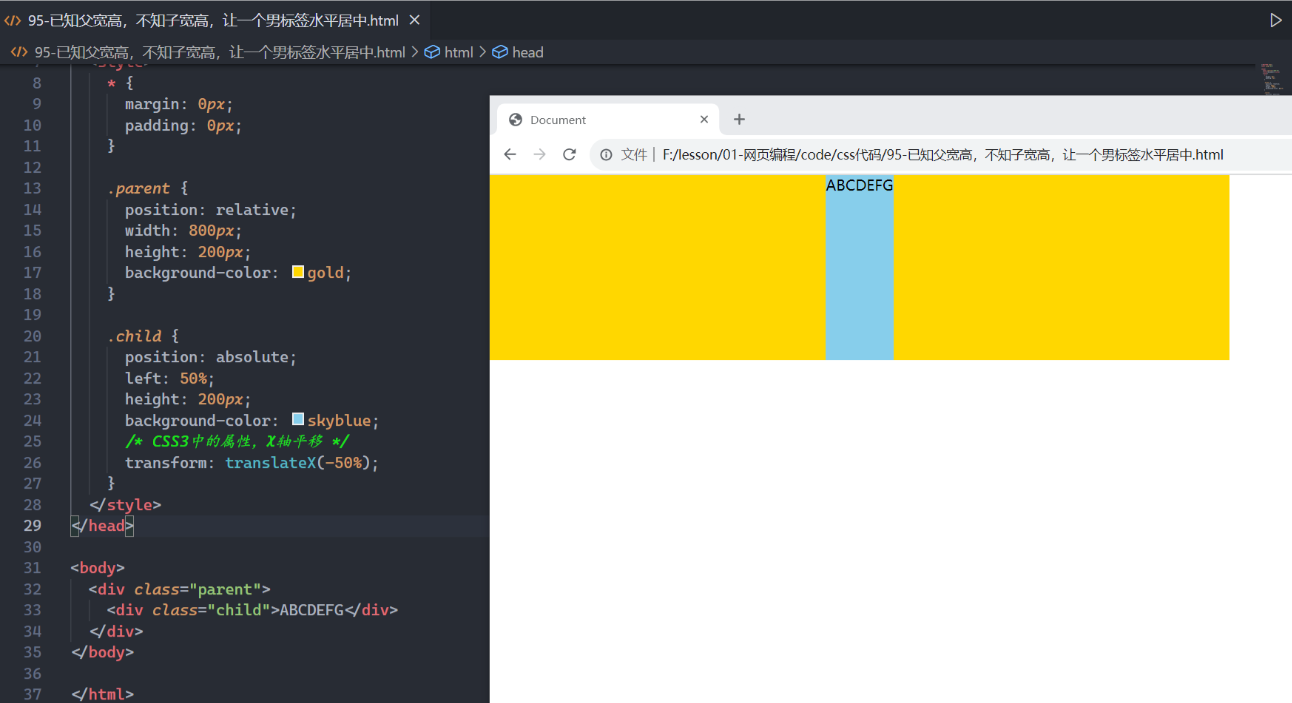 95-已知父宽高，不知子宽高，让一个男标签水平居中.html
95-已知父宽高，不知子宽高，让一个男标签水平居中.html > html > head
7 <style>
8 * {
9 margin: 0px;
10 padding: 0px;
11 }
12
13 .parent {
14 position: relative;
15 width: 800px;
16 height: 200px;
17 background-color: gold;
18 }
19
20 .child {
21 position: absolute;
22 left: 50%;
23 height: 200px;
24 background-color: skyblue;
25 /* CSS3中的属性，X轴平移 */
26 transform: translateX(-50%);
27 }
28 </style>
29 </head>
30
31 <body>
32 <div class="parent">
33 <div class="child">ABCDEFG</div>
34 </div>
35 </body>
36
37 </html>
Document
文件 | F:/lesson/01-网页编程/code/css代码/95-已知父宽高，不知子宽高，让一个男标签水平居中.html
ABCDEFG